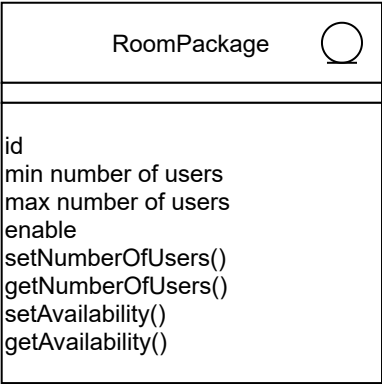 RoomPackage
id
min number of users
max number of users
enable
setNumberOfUsers()
getNumberOfUsers()
setAvailability()
getAvailability()